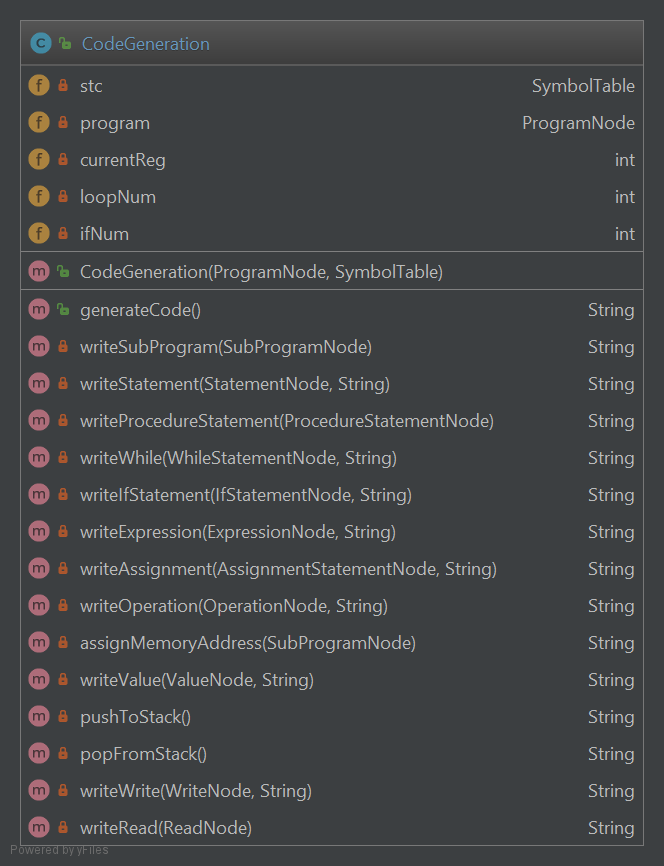 CodeGeneration
stc SymbolTable
program ProgramNode
currentReg int
loopNum int
ifNum int
CodeGeneration(ProgramNode, SymbolTable)
generateCode() String
writeSubProgram(SubProgramNode) String
writeStatement(StatementNode, String) String
writeProcedureStatement(ProcedureStatementNode) String
writeWhile(WhileStatementNode, String) String
writeIfStatement(IfStatementNode, String) String
writeExpression(ExpressionNode, String) String
writeAssignment(AssignmentStatementNode, String) String
writeOperation(OperationNode, String) String
assignMemoryAddress(SubProgramNode) String
writeValue(ValueNode, String) String
pushToStack() String
popFromStack() String
writeWrite(WriteNode, String) String
writeRead(ReadNode) String
Powered by yFiles